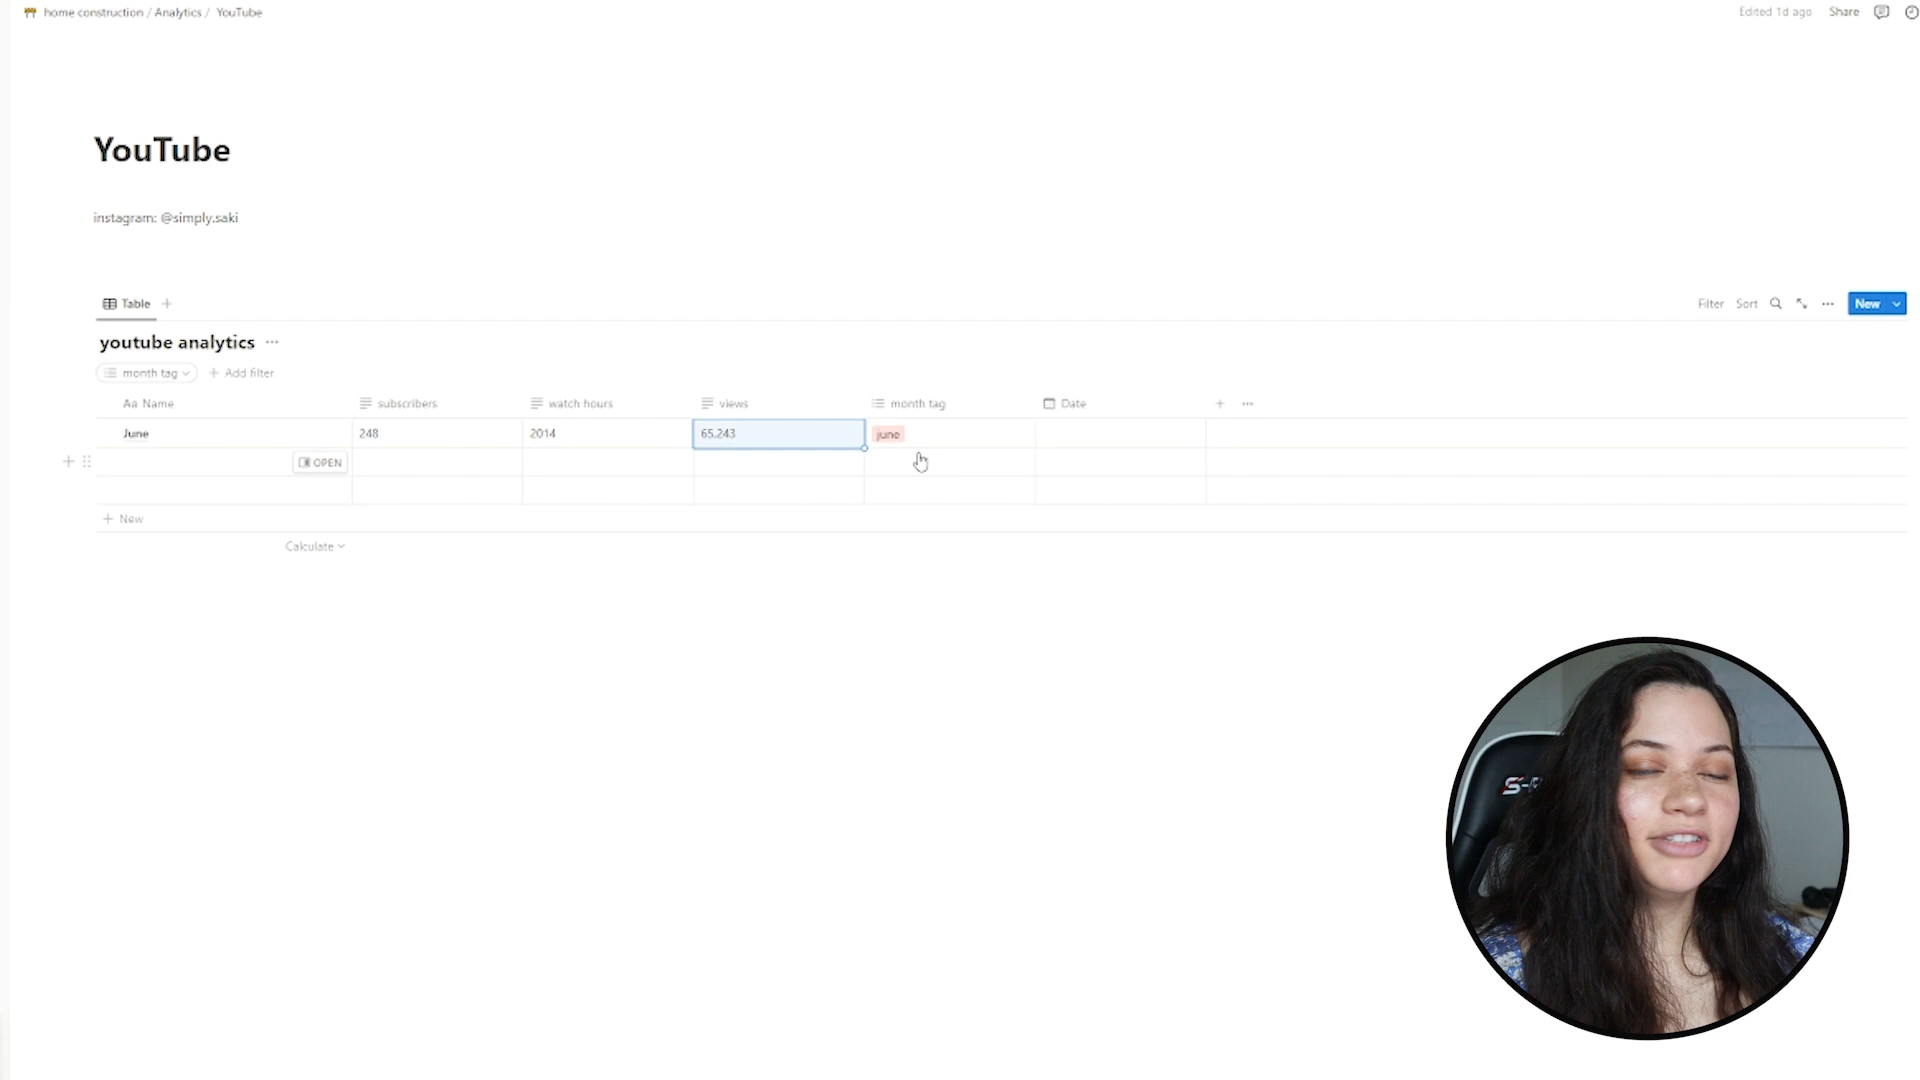 home construction / Analytics / YouTube
Edited 1d ago Share
YouTube
instagram: @simply.saki
Table
Filter Sort New
youtube analytics
month tag Add filter
Aa Name subscribers watch hours views month tag Date
June 248 2014 65,243 june
OPEN
New
Calculate